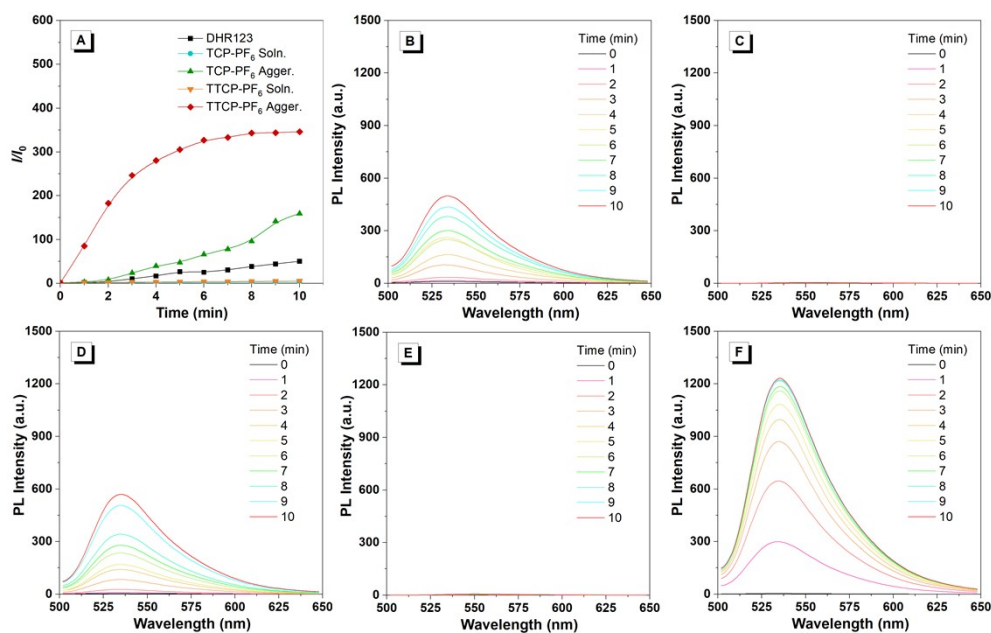 A
DHR123
TCP-PF6 Soln.
TCP-PF6 Agger.
TTCP-PF6 Soln.
TTCP-PF6 Agger.
600
500
400
300
200
100
0
I/I0
0 2 4 6 8 10
Time (min)
B
Time (min)
0
1
2
3
4
5
6
7
8
9
10
1500
1200
900
600
300
0
PL Intensity (a.u.)
500 525 550 575 600 625 650
Wavelength (nm)
C
Time (min)
0
1
2
3
4
5
6
7
8
9
10
1500
1200
900
600
300
0
PL Intensity (a.u.)
500 525 550 575 600 625 650
Wavelength (nm)
D
Time (min)
0
1
2
3
4
5
6
7
8
9
10
1500
1200
900
600
300
0
PL Intensity (a.u.)
500 525 550 575 600 625 650
Wavelength (nm)
E
Time (min)
0
1
2
3
4
5
6
7
8
9
10
1500
1200
900
600
300
0
PL Intensity (a.u.)
500 525 550 575 600 625 650
Wavelength (nm)
F
Time (min)
0
1
2
3
4
5
6
7
8
9
10
1500
1200
900
600
300
0
PL Intensity (a.u.)
500 525 550 575 600 625 650
Wavelength (nm)